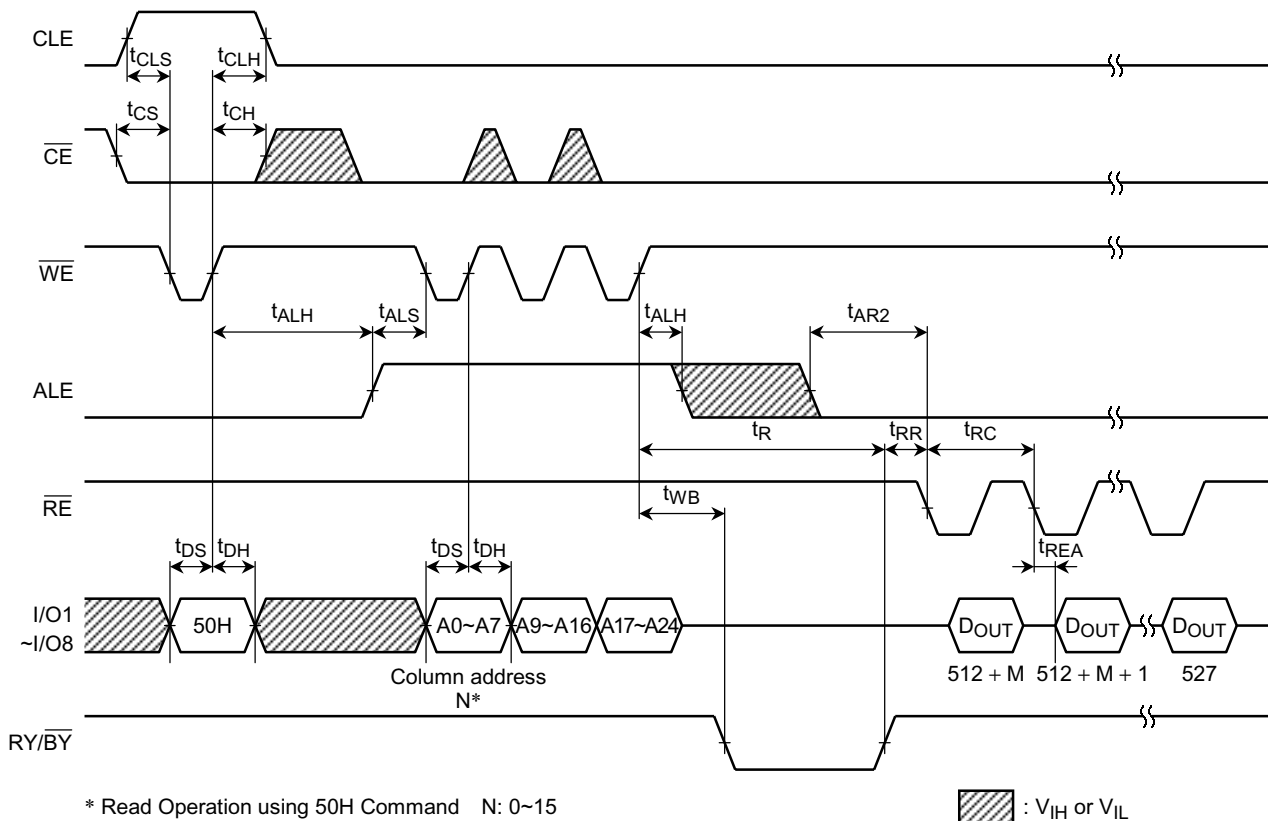 CLE
tCLS tCLH
tCS tCH
CE
WE
tALH tALS tALH tAR2
ALE
tR tRR tRC
RE
tWB
tDS tDH tDS tDH tREA
I/O1
~I/O8
50H A0~A7 A9~A16 A17~A24 DOUT DOUT DOUT
Column address
N*
512 + M 512 + M + 1 527
RY/BY
* Read Operation using 50H Command N: 0~15
: VIH or VIL